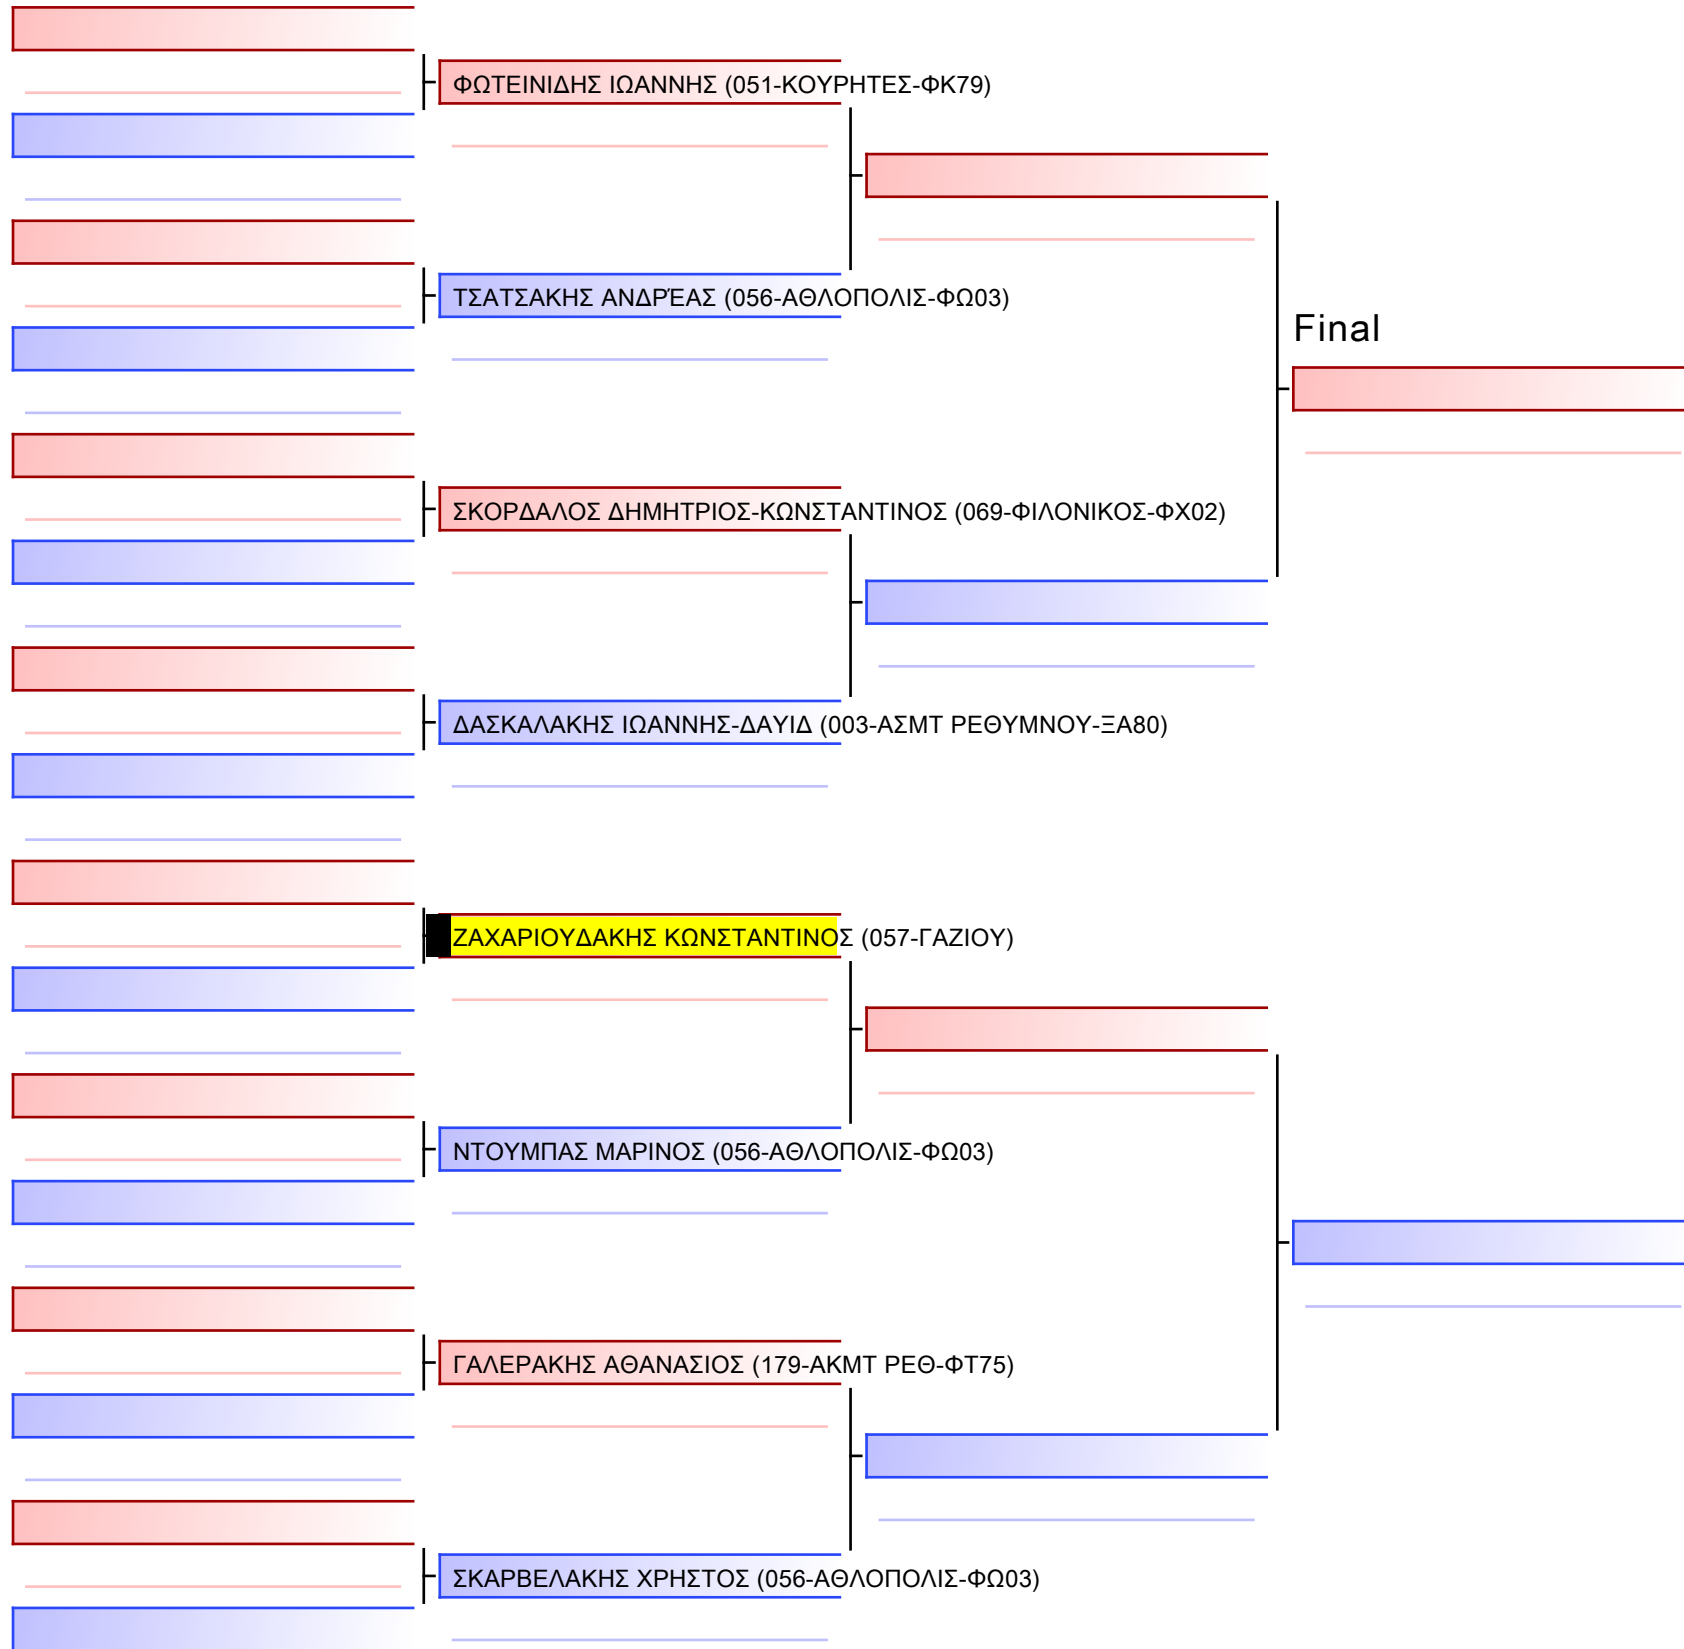 ΦΩΤΕΙΝΙΔΗΣ ΙΩΑΝΝΗΣ (051-ΚΟΥΡΗΤΕΣ-ΦΚ79)
ΤΣΑΤΣΑΚΗΣ ΑΝΔΡΈΑΣ (056-ΑΘΛΟΠΟΛΙΣ-ΦΩ03)
Final
ΣΚΟΡΔΑΛΟΣ ΔΗΜΗΤΡΙΟΣ-ΚΩΝΣΤΑΝΤΙΝΟΣ (069-ΦΙΛΟΝΙΚΟΣ-ΦΧ02)
ΔΑΣΚΑΛΑΚΗΣ ΙΩΑΝΝΗΣ-ΔΑΥΙΔ (003-ΑΣΜΤ ΡΕΘΥΜΝΟΥ-ΞΑ80)
ΖΑΧΑΡΙΟΥΔΑΚΗΣ ΚΩΝΣΤΑΝΤΙΝΟΣ (057-ΓΑΖΙΟΥ)
ΝΤΟΥΜΠΑΣ ΜΑΡΙΝΟΣ (056-ΑΘΛΟΠΟΛΙΣ-ΦΩ03)
ΓΑΛΕΡΑΚΗΣ ΑΘΑΝΑΣΙΟΣ (179-ΑΚΜΤ ΡΕΘ-ΦΤ75)
ΣΚΑΡΒΕΛΑΚΗΣ ΧΡΗΣΤΟΣ (056-ΑΘΛΟΠΟΛΙΣ-ΦΩ03)